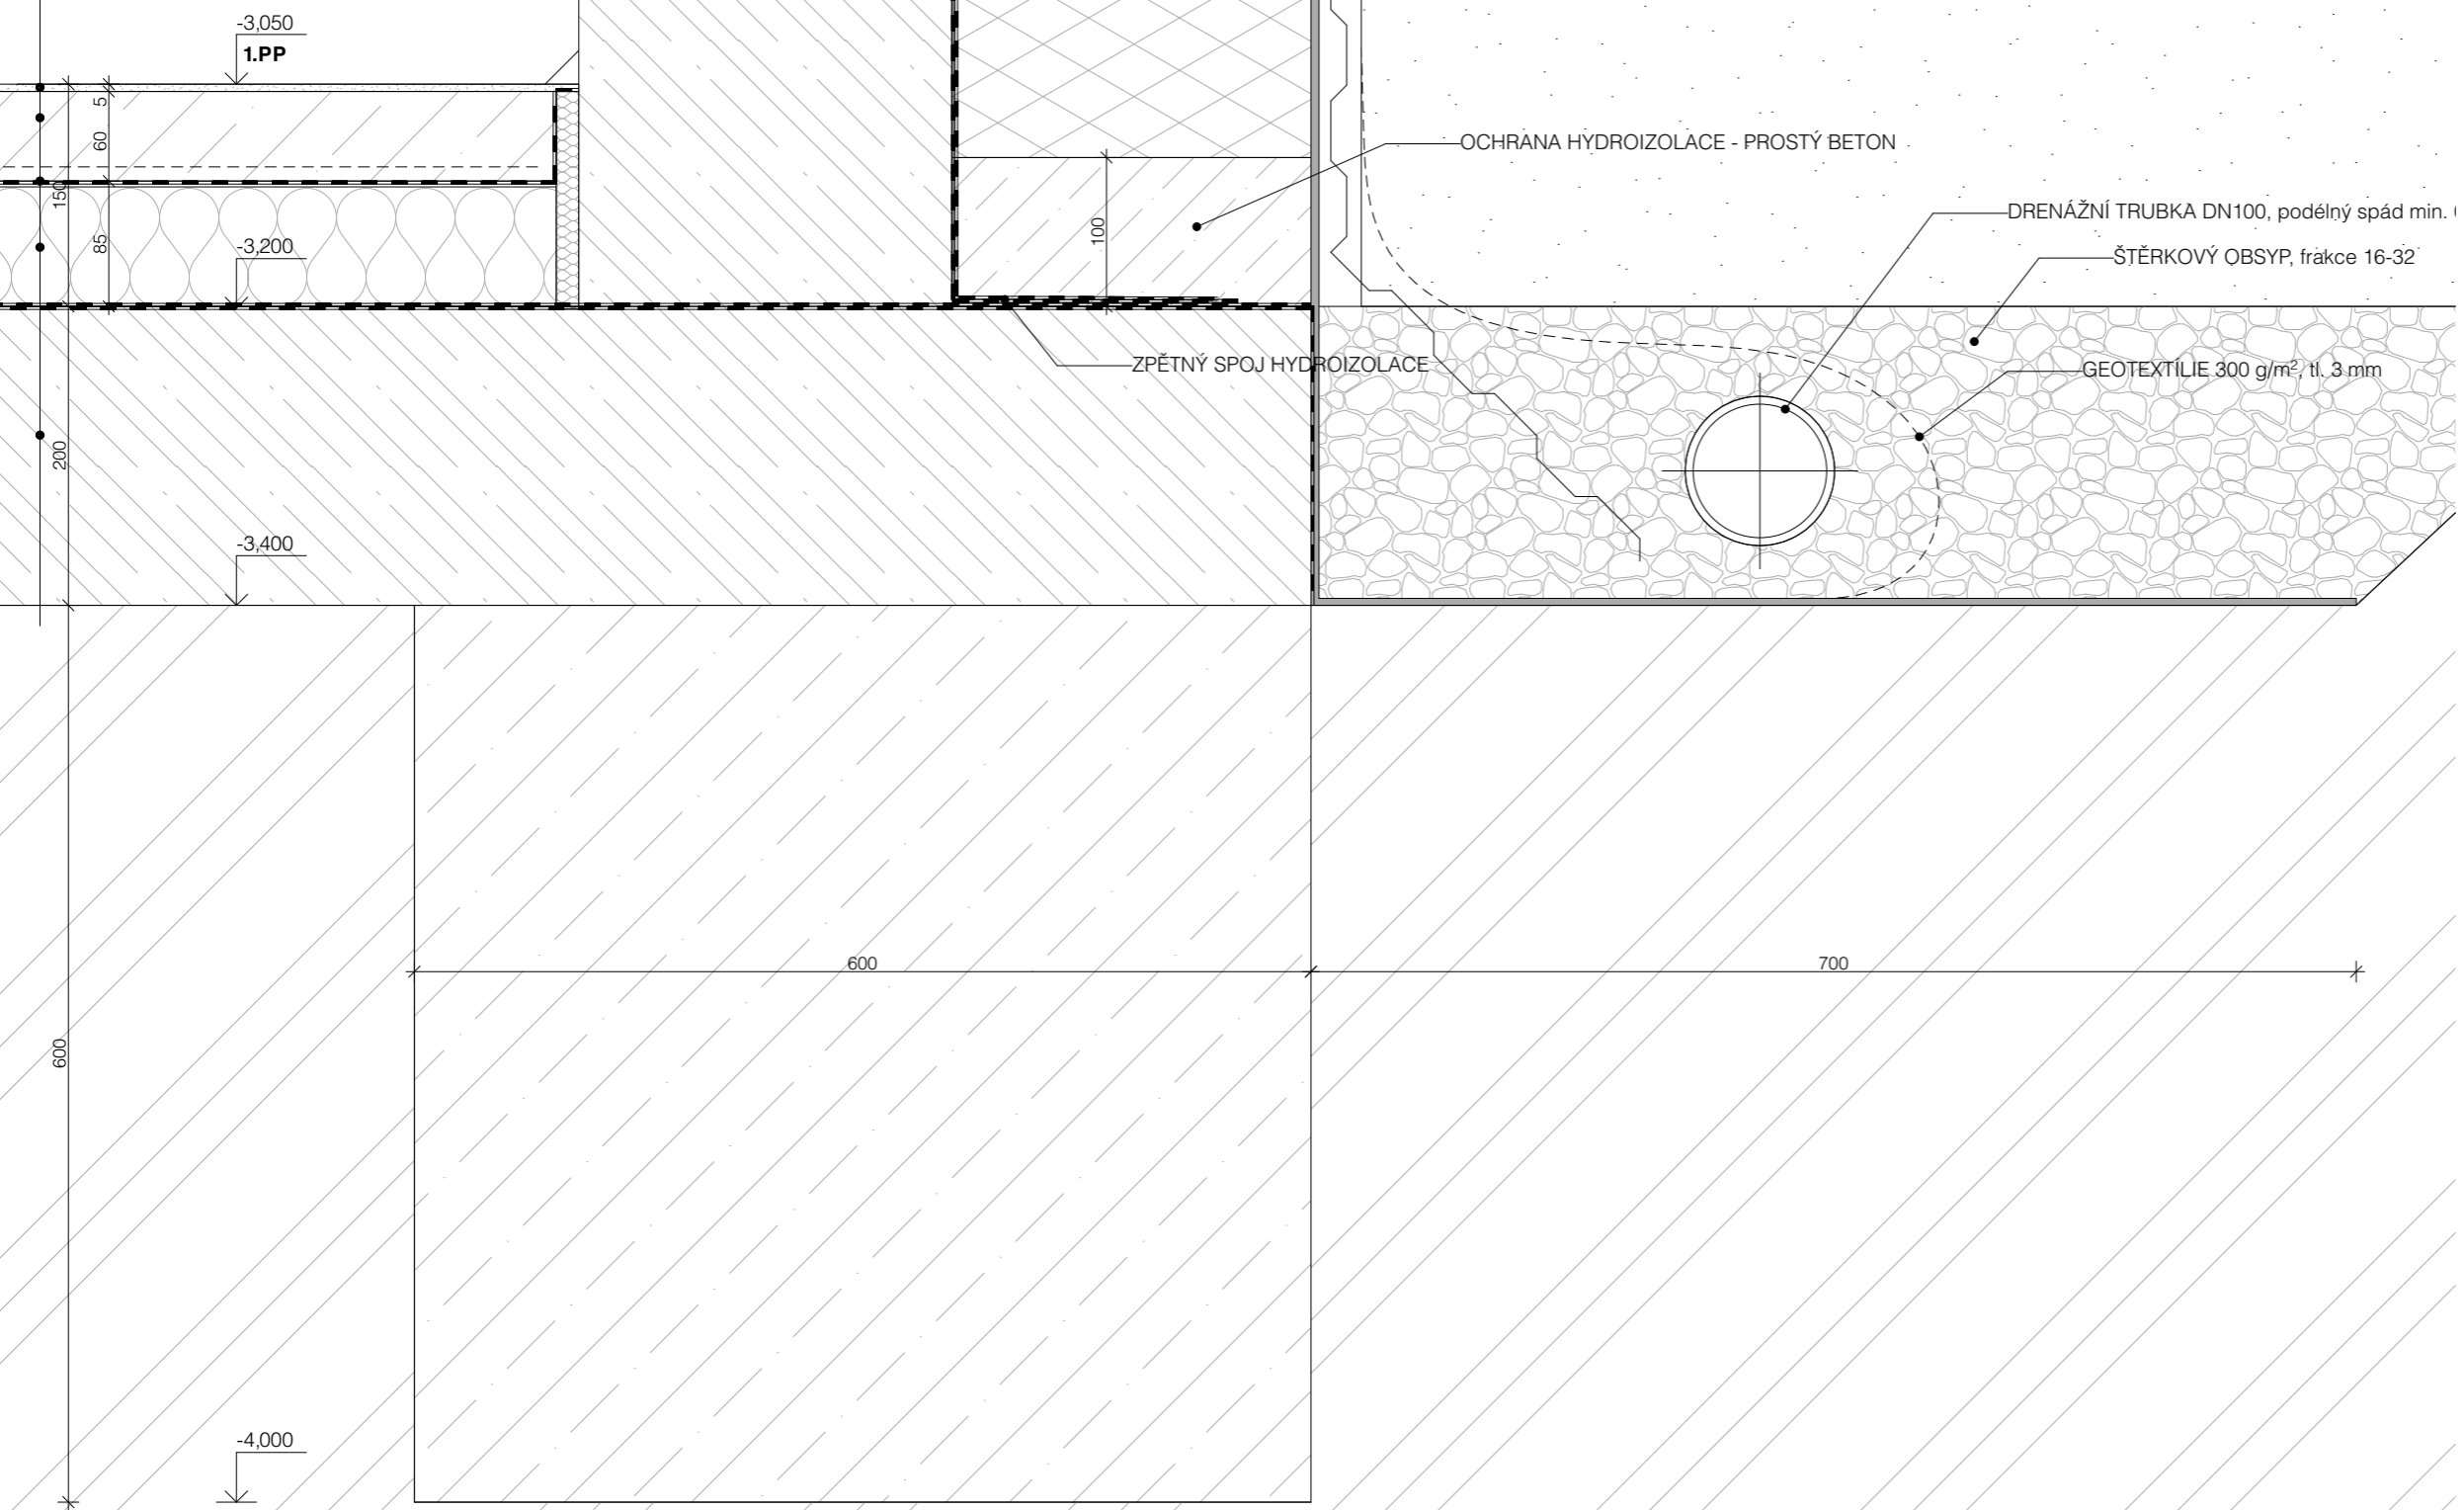 -3,050
1.PP
5
60
OCHRANA HYDROIZOLACE - PROSTÝ BETON
150
DRENÁŽNÍ TRUBKA DN100, podélný spád min.
100
85
-3,200
ŠTĚRKOVÝ OBSYP, frakce 16-32
ZPĚTNÝ SPOJ HYDROIZOLACE
GEOTEXTÍLIE 300 g/m², tl. 3 mm
200
-3,400
600
700
600
-4,000